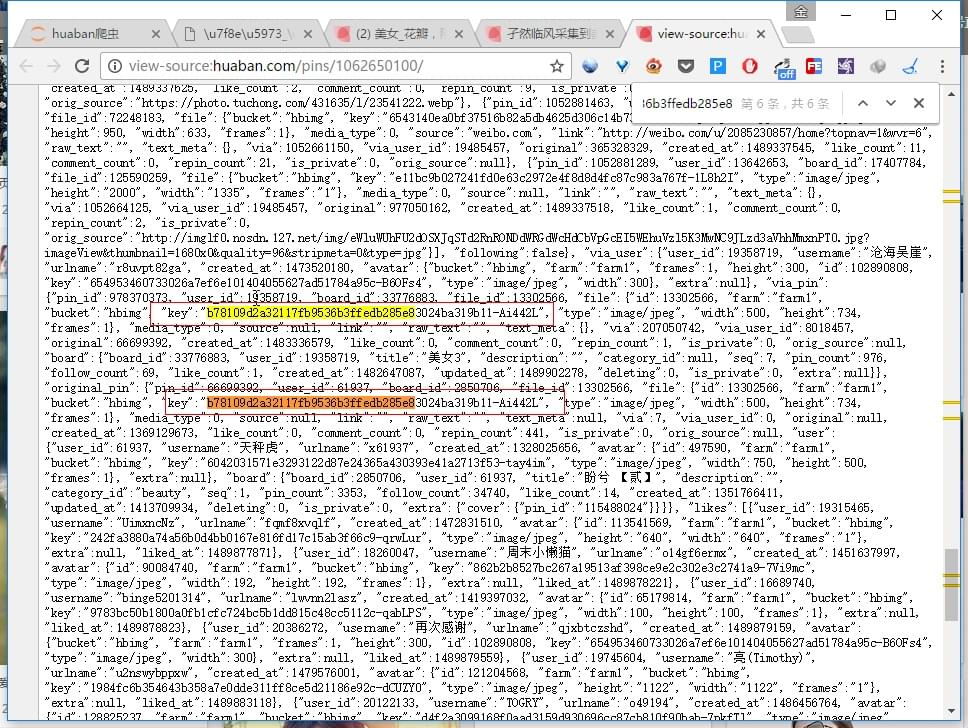 金
huaban爬虫
\u7f8e\u5973_\
(2) 美女_花瓣,
孑然临风采集到
view-source:hu
view-source:huaban.com/pins/1062650100/
off
36b3ffedb285e8 第 6 条，共 6 条
"created_at":1489337625, "like_count":2, "comment_count":0, "repin_count":9,
"orig_source":"https://photo.tuchong.com/431635/l/23541222.webp"}, {"pin_id":1052881463,
"file_id":72248183, "file":{"bucket":"hbimg", "key":"6543140ea0bf37516b82a5db4625d306c14b7
height":950, "width":633, "frames":1}, "media_type":0, "source":"weibo.com", "link":"http://weibo.com/u/2085230857/home?topnav=1&wvr=6",
"raw_text":"", "text_meta":{}, "via":1052661150, "via_user_id":19485457, "original":365328329, "created_at":1489337545, "like_count":11,
"comment_count":0, "repin_count":21, "is_private":0, "orig_source":null}, {"pin_id":1052881289, "user_id":13642653, "board_id":17407784,
"file_id":125590259, "file":{"bucket":"hbimg", "key":"e11bc9b027241fd0e63c2972e4f8d8d4fc87c983a767f-1L8h2I", "type":"image/jpeg",
"height":"2000", "width":"1335", "frames":"1"}, "media_type":0, "source":null, "link":"", "raw_text":"", "text_meta":{},
"via":1052664125, "via_user_id":19485457, "original":977050162, "created_at":1489337518, "like_count":1, "comment_count":0,
"repin_count":2, "is_private":0,
imageView&thumbnail=1680x0&quality=96&stripmeta=0&type=jpg"}], "following":false}, "via_user":{"user_id":19358719, "username":"沧海吴崖",
"urlname":"r8uvpt82ga", "created_at":1473520180, "avatar":{"bucket":"hbimg", "farm":"farm1", "frames":1, "height":300, "id":102890808,
"key":"654953460733026a7ef6e101404055627ad51784a95c-B6OFs4", "type":"image/jpeg", "width":300}, "extra":null}, "via_pin":
{"pin_id":978370373, "user_id":19358719, "board_id":33776883, "file_id":13302566, "file":{"id":13302566, "farm":"farm1",
"bucket":"hbimg", "key":"b78109d2a32117fb9536b3ffedb285e83024ba319b11-Ai442L", "type":"image/jpeg", "width":500, "height":734,
"frames":1}, "media_type":0, "source":null, "link":"", "raw_text":"", "text_meta":{}, "via":207050742, "via_user_id":8018457,
"original":66699392, "created_at":1483336579, "like_count":0, "comment_count":0, "repin_count":1, "is_private":0, "orig_source":null,
"board":{"board_id":33776883, "user_id":19358719, "title":"美女3", "description":"", "category_id":null, "seq":7, "pin_count":976,
"follow_count":69, "like_count":1, "created_at":1482647087, "updated_at":1489902278, "deleting":0, "is_private":0, "extra":null}},
"original_pin":{"pin_id":66699392, "user_id":61937, "board_id":2850706, "file_id":13302566, "file":{"id":13302566, "farm":"farm1",
"bucket":"hbimg", "key":"b78109d2a32117fb9536b3ffedb285e83024ba319b11-Ai442L", "type":"image/jpeg", "width":500, "height":734,
"frames":1}, "media_type":0, "source":null, "link":"", "raw_text":"", "text_meta":null, "via":7, "via_user_id":0, "original":null,
"created_at":1369129673, "like_count":0, "comment_count":0, "repin_count":441, "is_private":0, "orig_source":null, "user":
{"user_id":61937, "username":"天秤虎", "urlname":"x61937", "created_at":1328025656, "avatar":{"id":497590, "farm":"farm1",
"bucket":"hbimg", "key":"6042031571e3293122d87e24365a430393e41a2713f53-tay4im", "type":"image/jpeg", "width":750, "height":500,
"frames":1}, "extra":null}, "board":{"board_id":2850706, "user_id":61937, "title":"盼兮 【贰】", "description":"",
"category_id":"beauty", "seq":1, "pin_count":3353, "follow_count":34740, "like_count":14, "created_at":1351766411,
"updated_at":1413709934, "deleting":0, "is_private":0, "extra":{"cover":{"pin_id":"115488024"}}}}, "likes":[{"user_id":19315465,
"username":"UimxncNz", "urlname":"fqmf8xvqlf", "created_at":1472831510, "avatar":{"id":113541569, "farm":"farm1", "bucket":"hbimg",
"key":"242fa3880a74a56b0d4bb0167e816fd17c15ab3f66c9-qrwLur", "type":"image/jpeg", "height":"640", "width":"640", "frames":"1"},
"extra":null, "liked_at":1489877871}, {"user_id":18260047, "username":"周末小懒猫", "urlname":"o14gf6ermx", "created_at":1451637997,
"avatar":{"id":90084740, "farm":"farm1", "bucket":"hbimg", "key":"862b2b8527bc267a19513af398ce9e2c302e3c2741a9-7Vi9mc",
"type":"image/jpeg", "width":192, "height":192, "frames":1}, "extra":null, "liked_at":1489878221}, {"user_id":16689740,
"username":"binge5201314", "urlname":"lwvnn2lasz", "created_at":1419397032, "avatar":{"id":65179814, "farm":"farm1", "bucket":"hbimg",
"key":"9783bc50b1800a0fb1cfc724bc5b1dd815c48cc5112c-qabLPS", "type":"image/jpeg", "width":100, "height":100, "frames":1}, "extra":null,
"liked_at":1489878823}, {"user_id":20386272, "username":"再次感谢", "urlname":"qjxbtczshd", "created_at":1489879159, "avatar":
{"bucket":"hbimg", "farm":"farm1", "frames":1, "height":300, "id":102890808, "key":"654953460733026a7ef6e101404055627ad51784a95c-B6OFs4",
"type":"image/jpeg", "width":300}, "extra":null, "liked_at":1489879559}, {"user_id":19745604, "username":"亮(Timothy)",
"urlname":"u2nswybppxw", "created_at":1479576001, "avatar":{"id":121204568, "farm":"farm1", "bucket":"hbimg",
"key":"1984fc6b354643b358a7e0dde311ff8ce5d21186e92c-dCUZYO", "type":"image/jpeg", "height":"1122", "width":"1122", "frames":"1"},
"extra":null, "liked_at":1489883118}, {"user_id":20122133, "username":"TOGRY", "urlname":"o49194", "created_at":1486456764, "avatar":